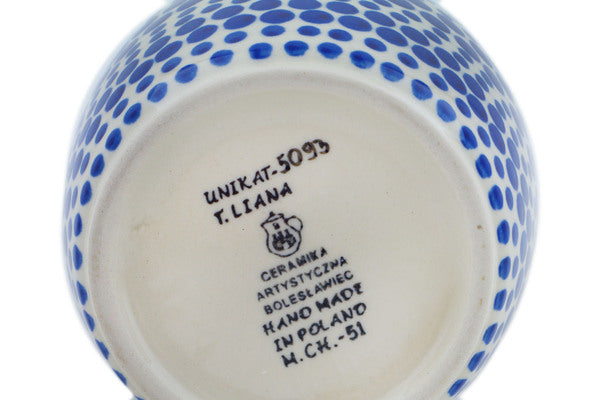 UNIKAT-5093
T. LIANA
CERAMIKA
ARTYSTYCZNA
BOLESŁAWIEC
HAND MADE
IN POLAND
M.CH.-51